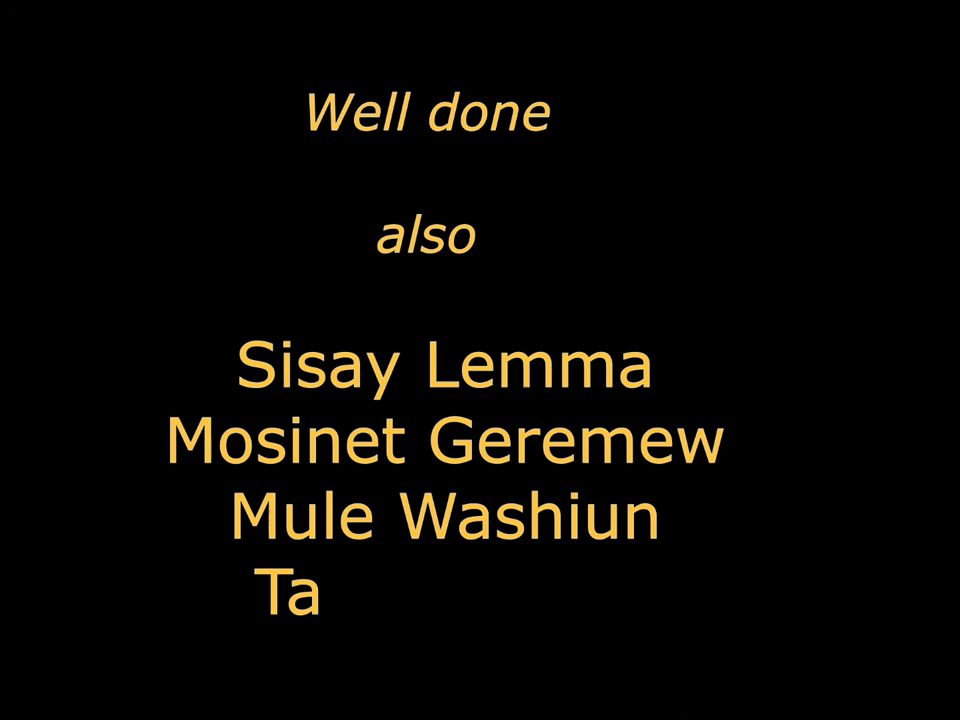 Well done
also
Sisay Lemma
Mosinet Geremew
Mule Washiun
Ta